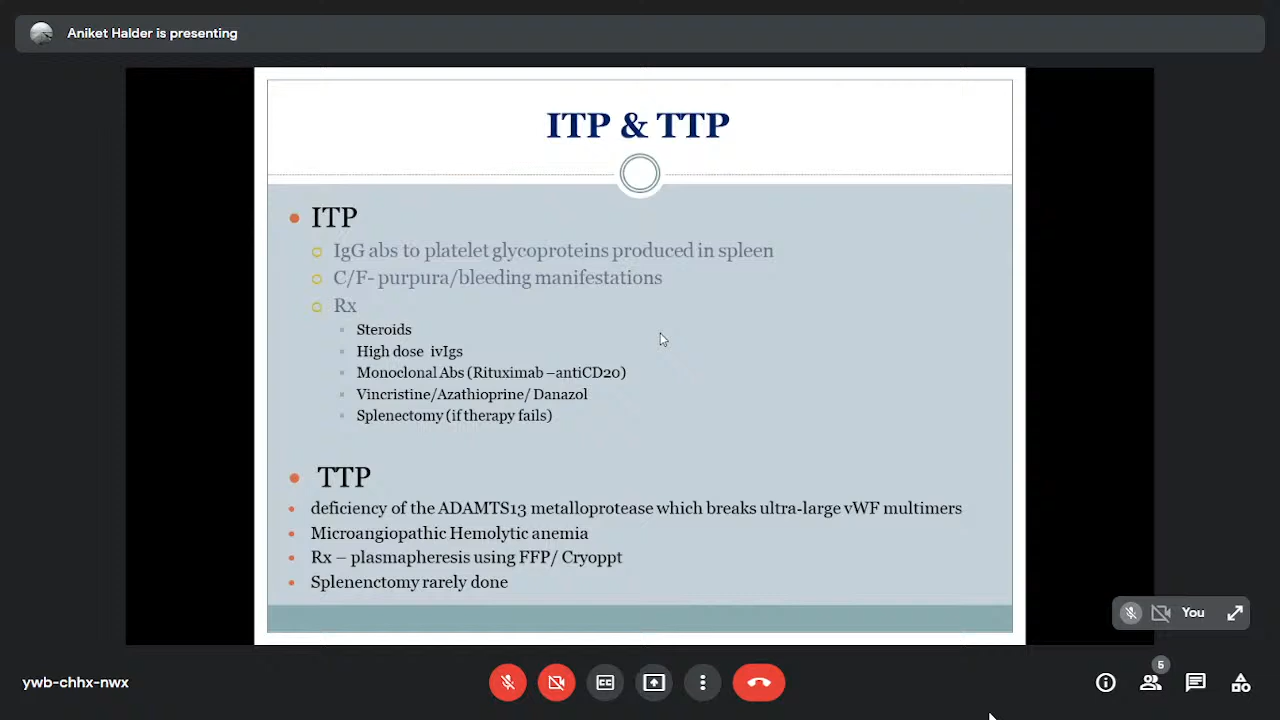 Aniket Halder is presenting
ITP & TTP
ITP
IgG abs to platelet glycoproteins produced in spleen
C/F- purpura/bleeding manifestations
Rx
Steroids
High dose ivIgs
Monoclonal Abs (Rituximab –antiCD20)
Vincristine/Azathioprine/ Danazol
Splenectomy (if therapy fails)
TTP
deficiency of the ADAMTS13 metalloprotease which breaks ultra-large vWF multimers
Microangiopathic Hemolytic anemia
Rx – plasmapheresis using FFP/ Cryoppt
Splenenctomy rarely done
You
ywb-chhx-nwx
CC
5